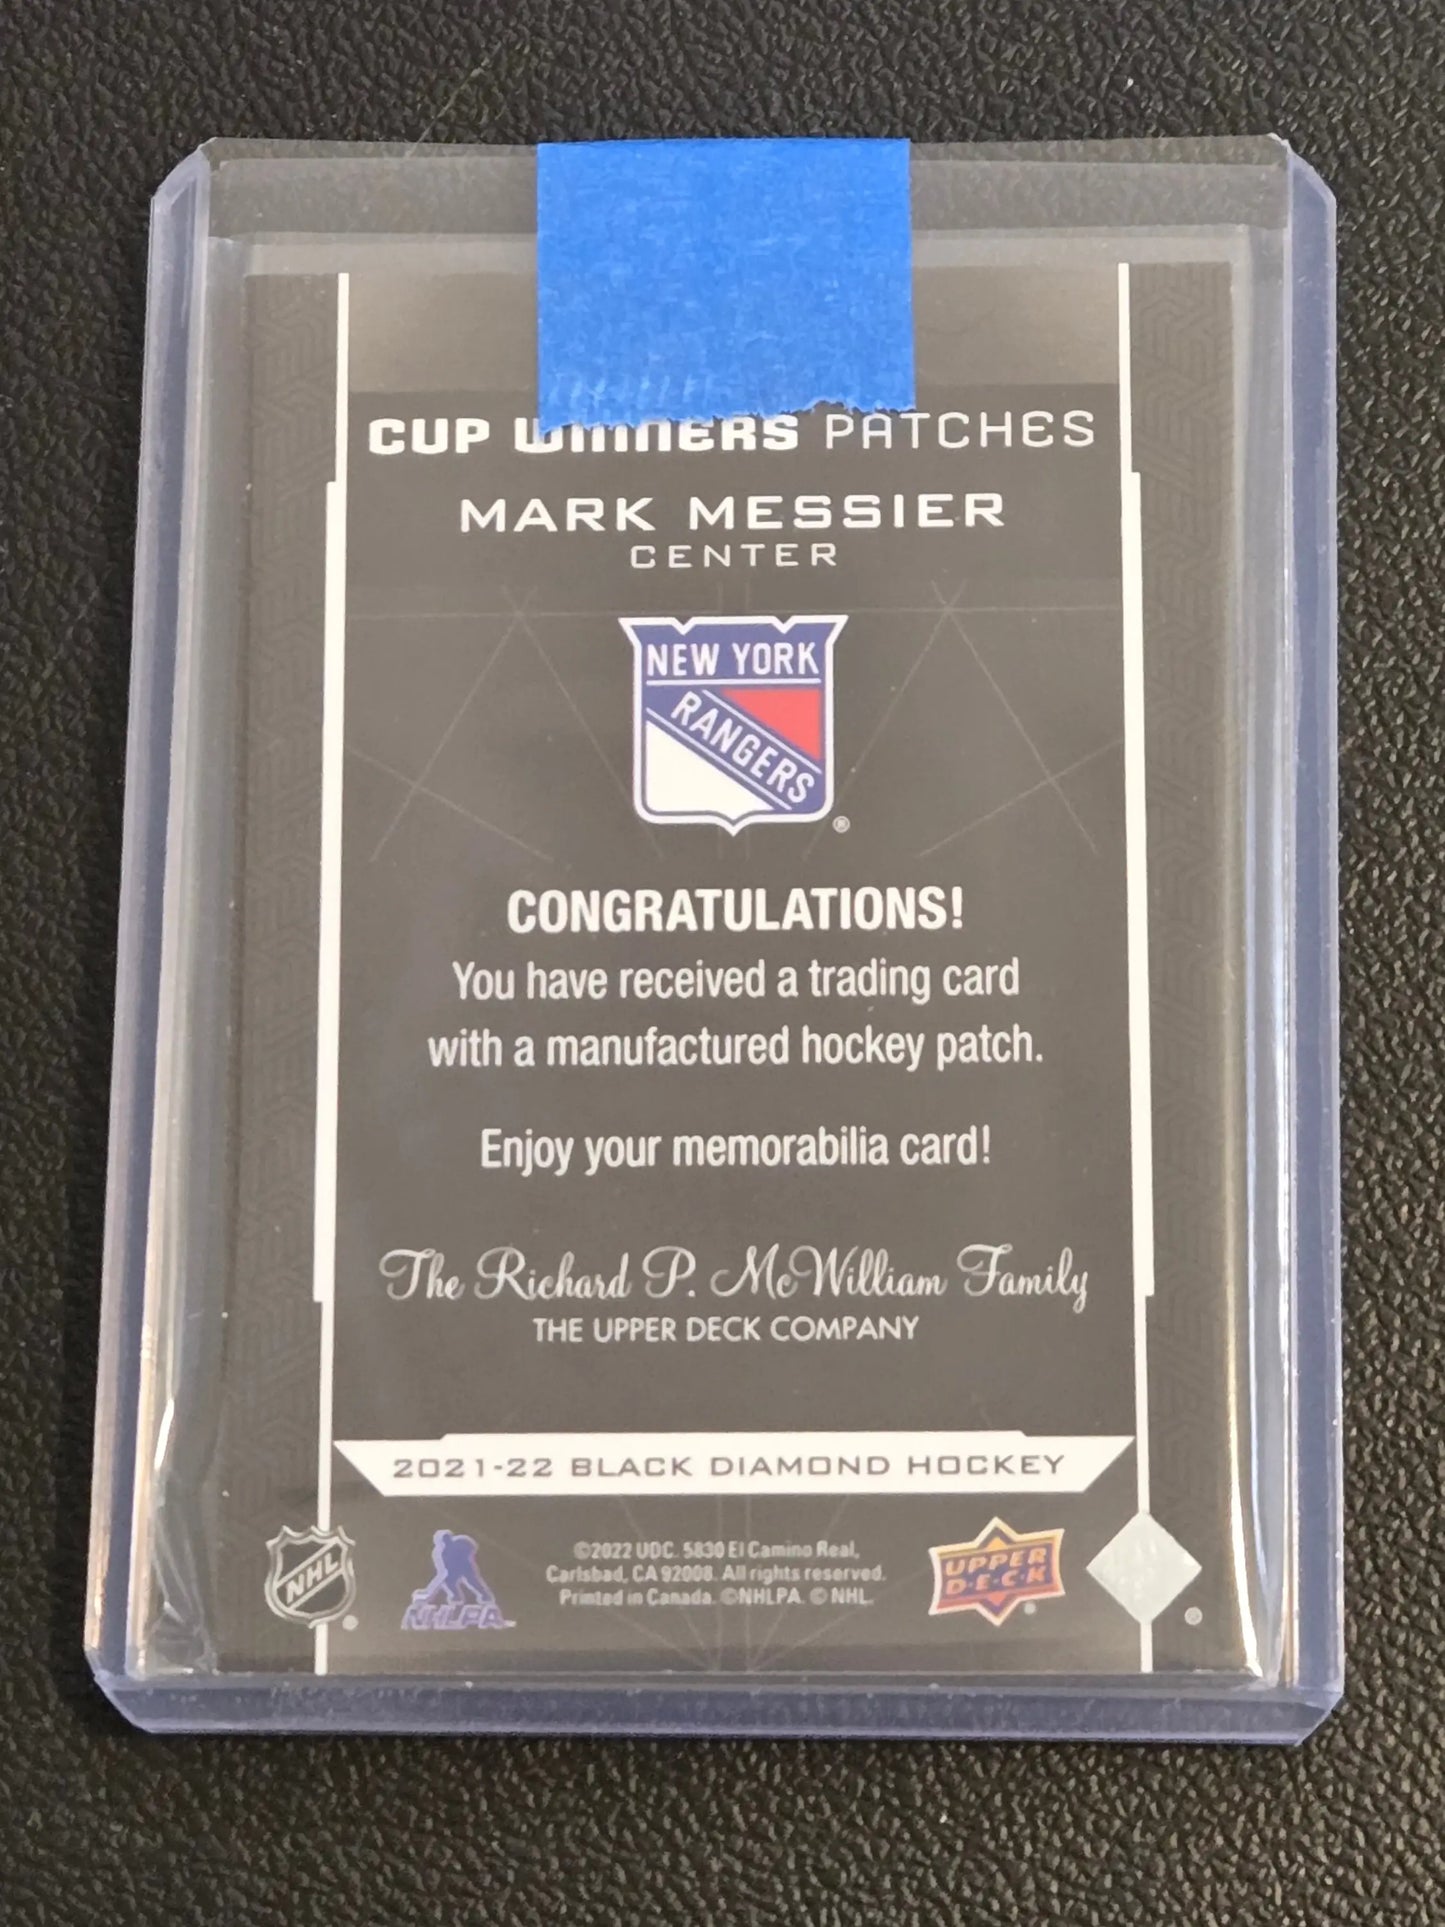 CUP WINNERS PATCHES
MARK MESSIER
CENTER
NEW YORK
RANGERS
®
CONGRATULATIONS!
You have received a trading card
with a manufactured hockey patch.
Enjoy your memorabilia card!
The Richard P. McWilliam Family
THE UPPER DECK COMPANY
2021-22 BLACK DIAMOND HOCKEY
NHL ®
NHLPA
©2022 UDC. 5830 El Camino Real,
Carlsbad, CA 92008. All rights reserved.
Printed in Canada. ©NHLPA. © NHL.
UPPER
D·E·C·K ®
®